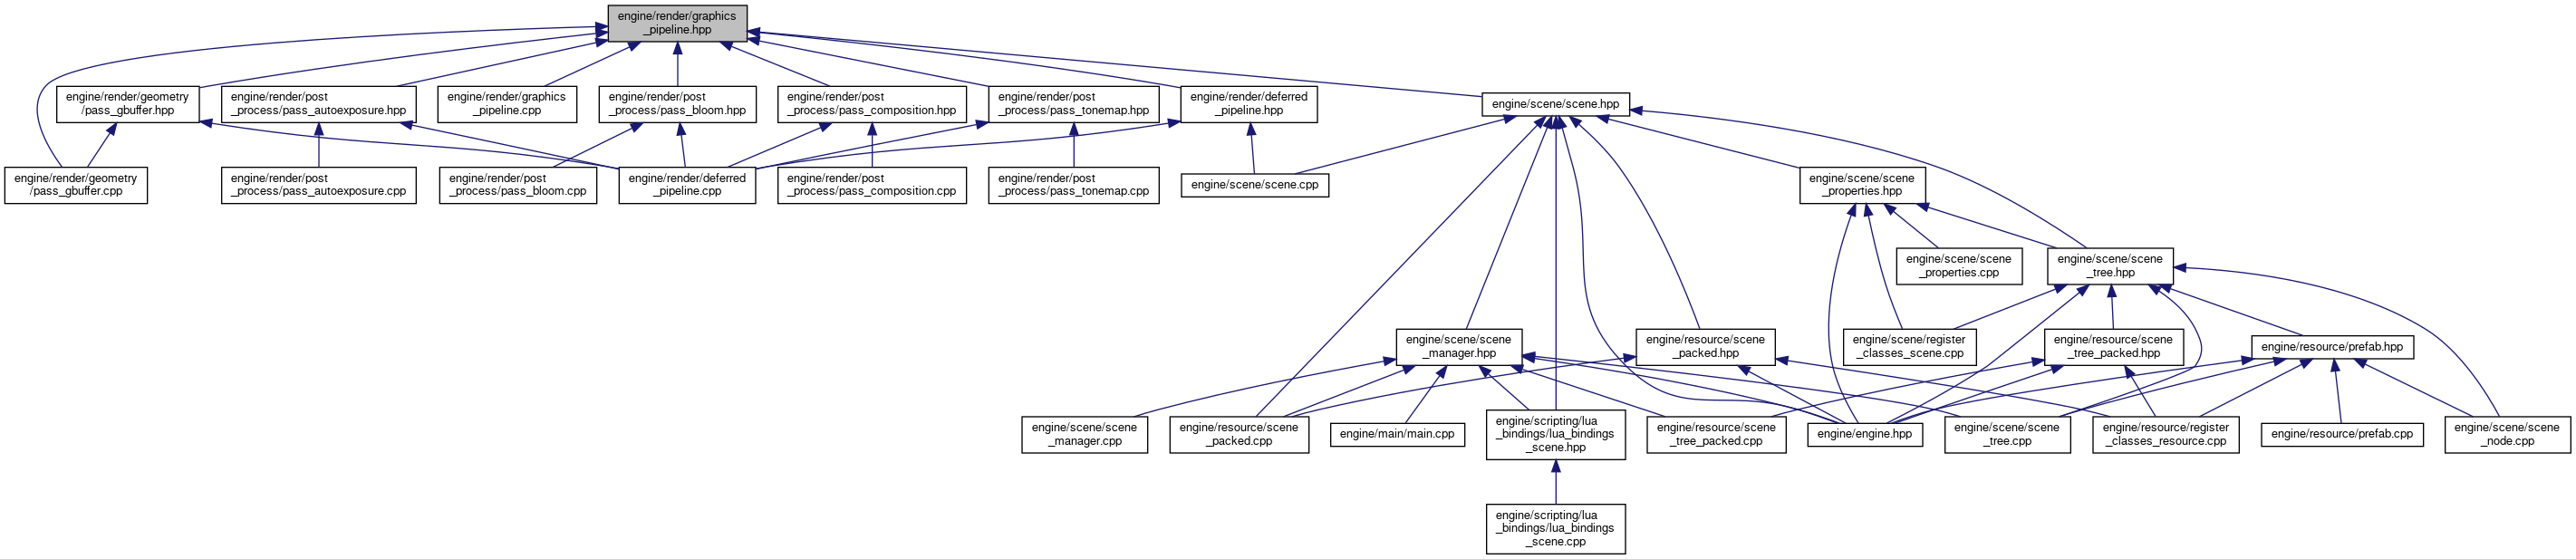 engine/render/graphics
_pipeline.hpp
engine/render/geometry
/pass_gbuffer.hpp
engine/render/post
_process/pass_autoexposure.hpp
engine/render/graphics
_pipeline.cpp
engine/render/post
_process/pass_bloom.hpp
engine/render/post
_process/pass_composition.hpp
engine/render/post
_process/pass_tonemap.hpp
engine/render/deferred
_pipeline.hpp
engine/scene/scene.hpp
engine/render/geometry
/pass_gbuffer.cpp
engine/render/post
_process/pass_autoexposure.cpp
engine/render/post
_process/pass_bloom.cpp
engine/render/deferred
_pipeline.cpp
engine/render/post
_process/pass_composition.cpp
engine/render/post
_process/pass_tonemap.cpp
engine/scene/scene.cpp
engine/scene/scene
_properties.hpp
engine/scene/scene
_properties.cpp
engine/scene/scene
_tree.hpp
engine/scene/scene
_manager.hpp
engine/resource/scene
_packed.hpp
engine/scene/register
_classes_scene.cpp
engine/resource/scene
_tree_packed.hpp
engine/resource/prefab.hpp
engine/scene/scene
_manager.cpp
engine/resource/scene
_packed.cpp
engine/main/main.cpp
engine/scripting/lua
_bindings/lua_bindings
_scene.hpp
engine/resource/scene
_tree_packed.cpp
engine/engine.hpp
engine/scene/scene
_tree.cpp
engine/resource/register
_classes_resource.cpp
engine/resource/prefab.cpp
engine/scene/scene
_node.cpp
engine/scripting/lua
_bindings/lua_bindings
_scene.cpp